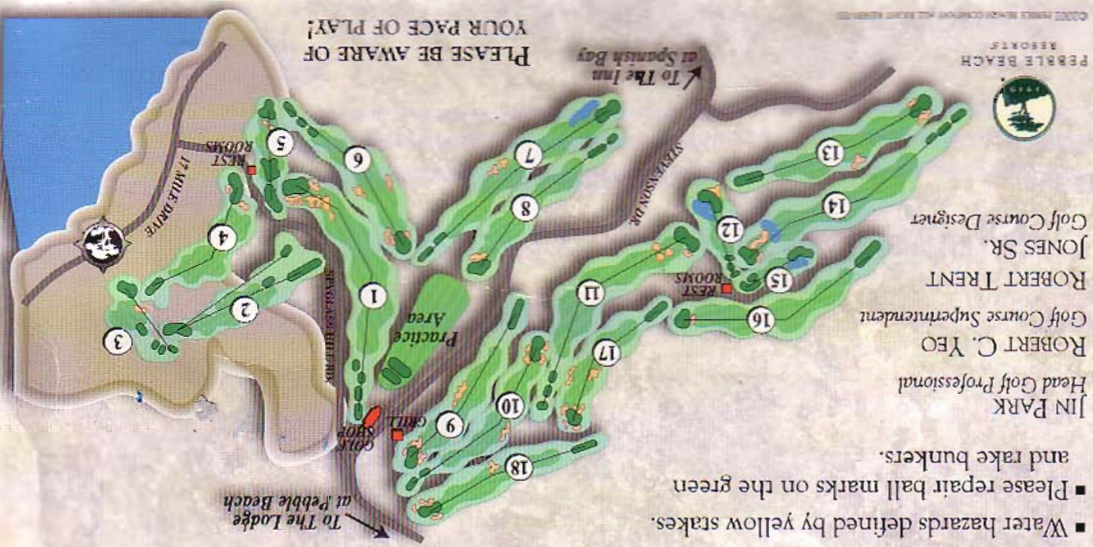 ■ Water hazards defined by yellow stakes.
■ Please repair ball marks on the green
and rake bunkers.
JIN PARK
Head Golf Professional
ROBERT C. YEO
Golf Course Superintendent
ROBERT TRENT
JONES SR.
Golf Course Designer
1919
PEBBLE BEACH
RESORTS
©2002 PEBBLE BEACH COMPANY ALL RIGHT RESERVED
To The Lodge
at Pebble Beach
18
GRILL
GOLF
SHOP
9
10
17
16
11
Practice
Area
1
SPYGLASS HILL RD.
REST
ROOMS
15
12
14
13
STEVENSON DR.
8
7
To The Inn
at Spanish Bay
2
3
4
17 MILE DRIVE
REST
ROOMS
5
6
PLEASE BE AWARE OF
YOUR PACE OF PLAY!